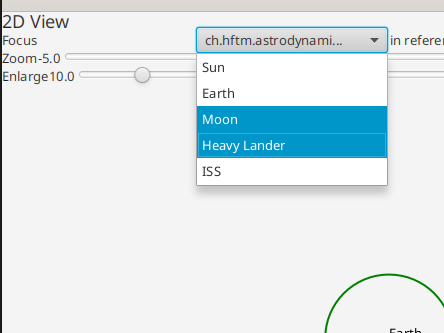 2D View
Focus ch.hftm.astrodynami... in refere
Zoom-5.0
Enlarge10.0
Sun
Earth
Moon
Heavy Lander
ISS
Earth